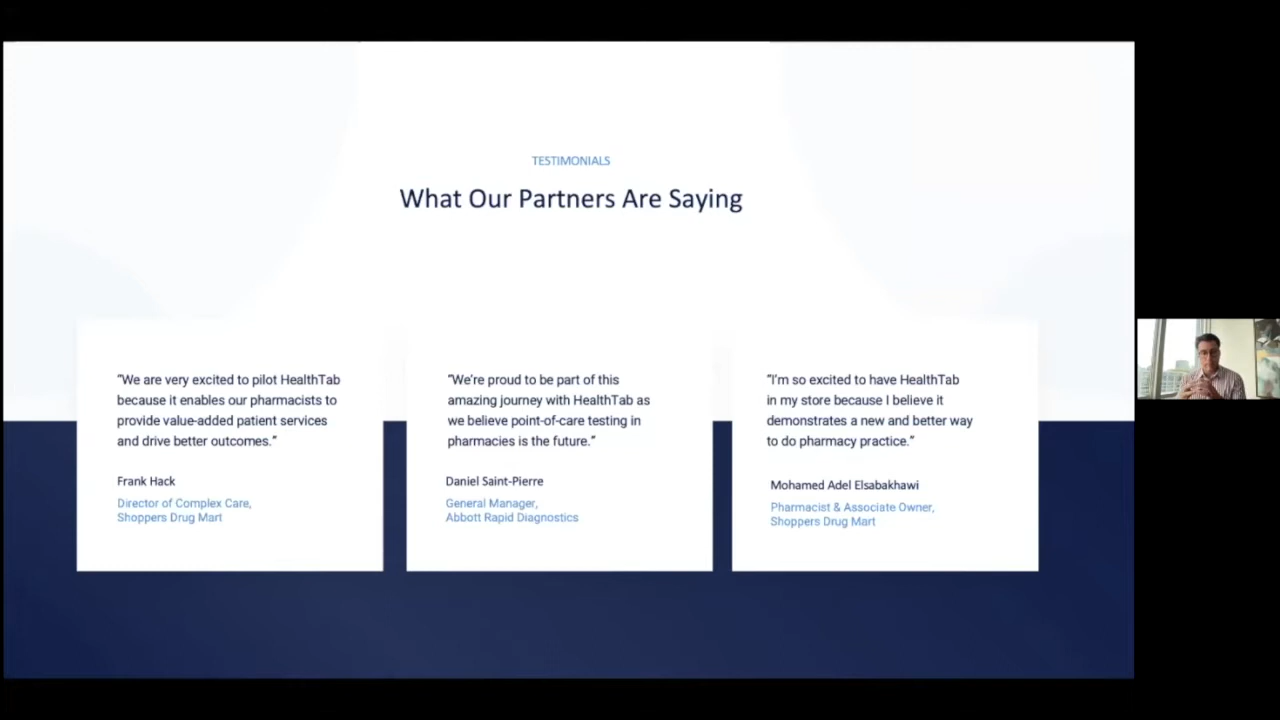 TESTIMONIALS
What Our Partners Are Saying
“We are very excited to pilot HealthTab
because it enables our pharmacists to
provide value-added patient services
and drive better outcomes.”
Frank Hack
Director of Complex Care,
Shoppers Drug Mart
“We’re proud to be part of this
amazing journey with HealthTab as
we believe point-of-care testing in
pharmacies is the future.”
Daniel Saint-Pierre
General Manager,
Abbott Rapid Diagnostics
“I’m so excited to have HealthTab
in my store because I believe it
demonstrates a new and better way
to do pharmacy practice.”
Mohamed Adel Elsabakhawi
Pharmacist & Associate Owner,
Shoppers Drug Mart